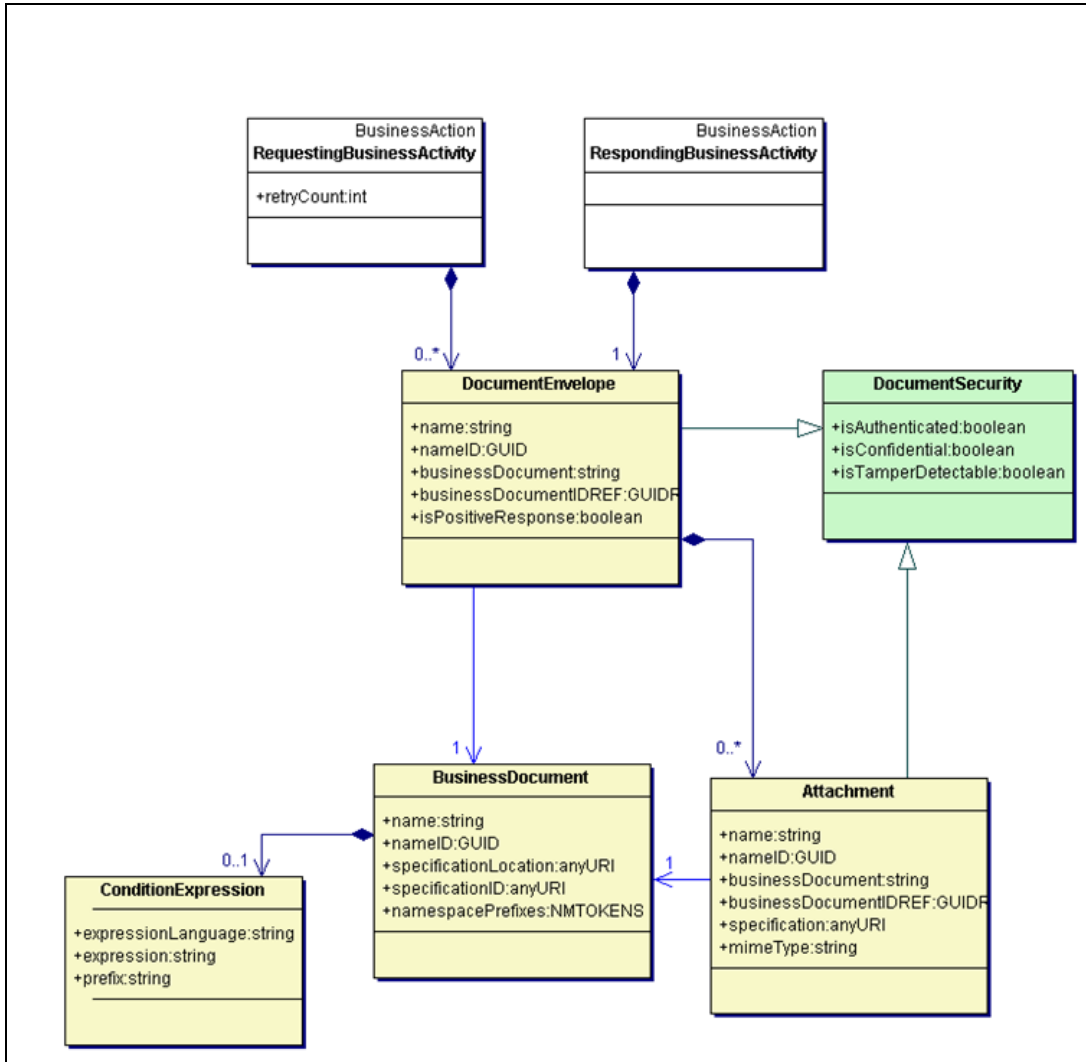 BusinessAction
RequestingBusinessActivity
+retryCount:int
BusinessAction
RespondingBusinessActivity
0..*
1
DocumentEnvelope
+name:string
+nameID:GUID
+businessDocument:string
+businessDocumentIDREF:GUIDR
+isPositiveResponse:boolean
DocumentSecurity
+isAuthenticated:boolean
+isConfidential:boolean
+isTamperDetectable:boolean
1
0..*
BusinessDocument
+name:string
+nameID:GUID
+specificationLocation:anyURI
+specificationID:anyURI
+namespacePrefixes:NMTOKENS
Attachment
+name:string
+nameID:GUID
+businessDocument:string
+businessDocumentIDREF:GUIDR
+specification:anyURI
+mimeType:string
1
0..1
ConditionExpression
+expressionLanguage:string
+expression:string
+prefix:string